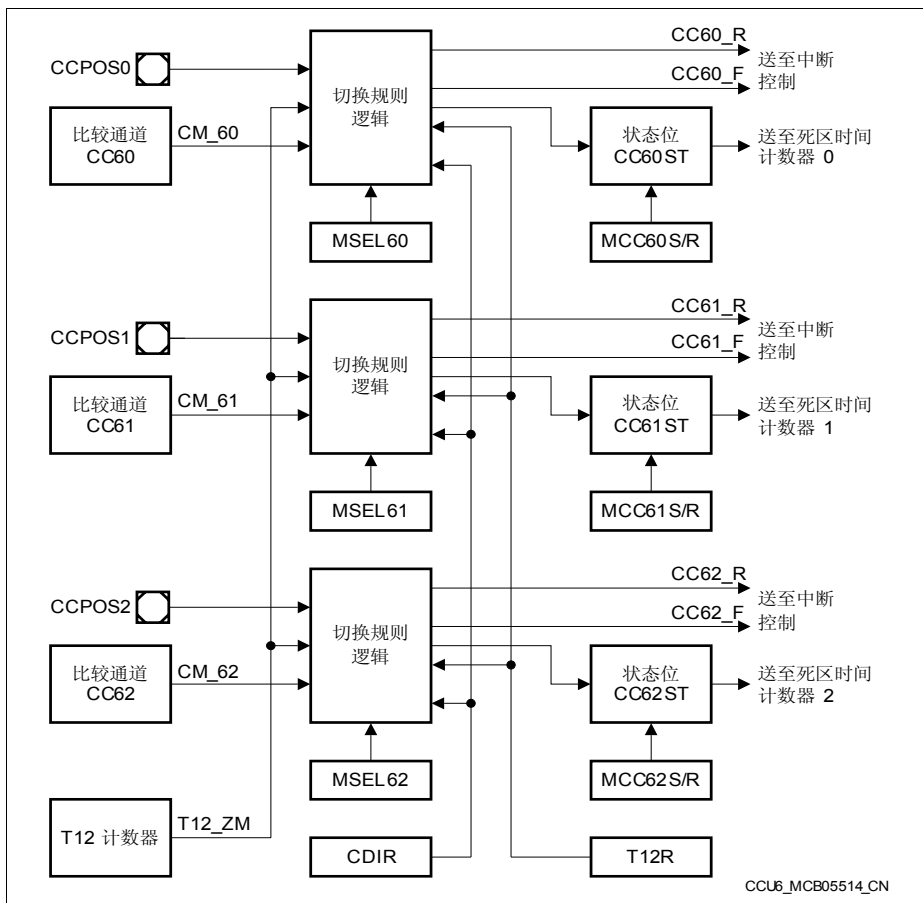 CC60_R
送至中断
控制
CCPOS0
切换规则
逻辑
CC60_F
比较通道
CC60
CM_60
状态位
CC60ST
送至死区时间
计数器 0
MSEL60
MCC60S/R
CC61_R
送至中断
控制
CCPOS1
切换规则
逻辑
CC61_F
比较通道
CC61
CM_61
状态位
CC61ST
送至死区时间
计数器 1
MSEL61
MCC61S/R
CC62_R
送至中断
控制
CCPOS2
切换规则
逻辑
CC62_F
比较通道
CC62
CM_62
状态位
CC62ST
送至死区时间
计数器 2
MSEL62
MCC62S/R
T12 计数器
T12_ZM
CDIR
T12R
CCU6_MCB05514_CN